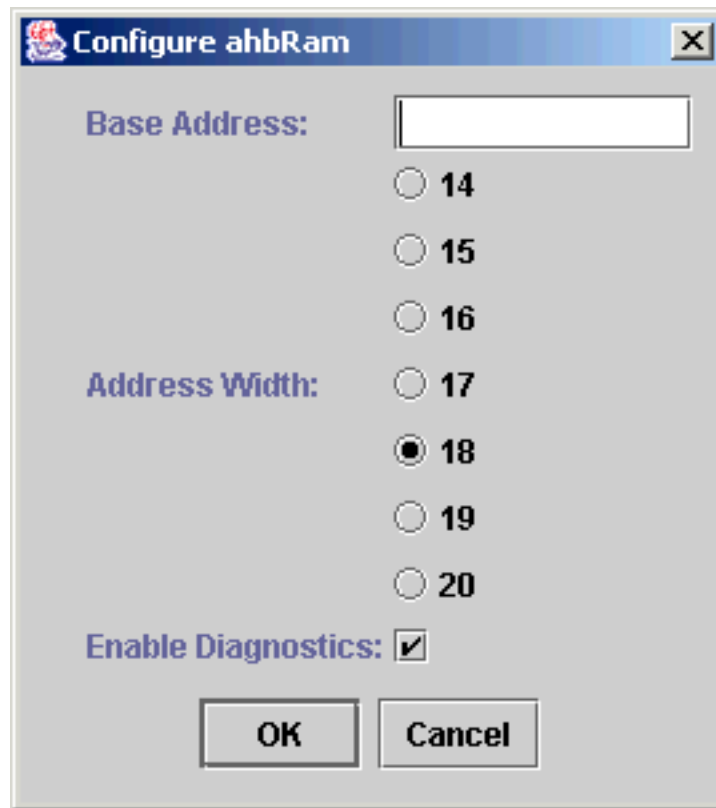 Configure ahbRam
Base Address:
14
15
16
Address Width: 17
18
19
20
Enable Diagnostics:
OK Cancel